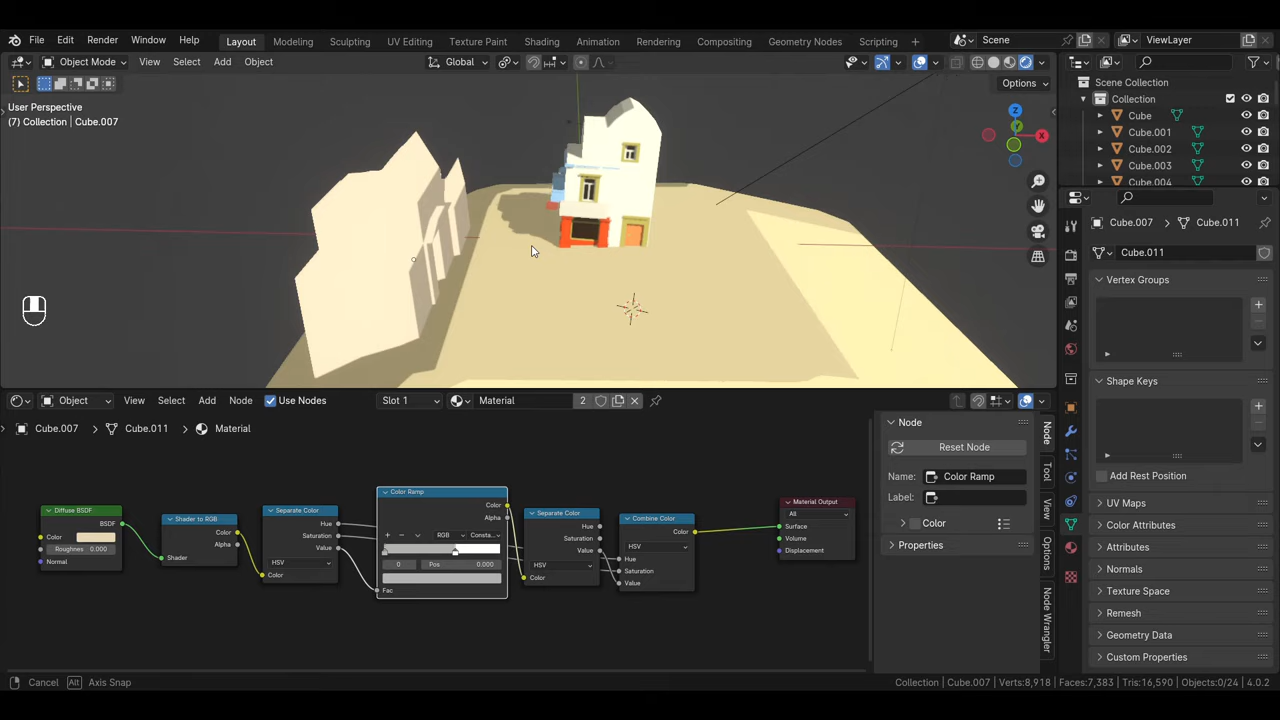 File Edit Render Window Help Layout Modeling Sculpting UV Editing Texture Paint Shading Animation Rendering Compositing Geometry Nodes Scripting + Scene ViewLayer
Object Mode View Select Add Object Global Options
User Perspective
(7) Collection | Cube.007
Z
Y
X
Scene Collection
Collection
Cube
Cube.001
Cube.002
Cube.003
Cube.004
Cube.007 Cube.011
Cube.011
Vertex Groups
Shape Keys
Add Rest Position
UV Maps
Color Attributes
Attributes
Normals
Texture Space
Remesh
Geometry Data
Custom Properties
Object View Select Add Node Use Nodes Slot 1 Material 2
Cube.007 Cube.011 Material
Diffuse BSDF
BSDF
Color
Roughness 0.000
Normal
Shader to RGB
Color
Alpha
Shader
Separate Color
Hue
Saturation
Value
HSV
Color
Color Ramp
Color
Alpha
+ − RGB Consta...
0 Pos 0.000
Fac
Separate Color
Hue
Saturation
Value
HSV
Color
Combine Color
Color
HSV
Hue
Saturation
Value
Material Output
All
Surface
Volume
Displacement
Node
Reset Node
Name: Color Ramp
Label:
Color
Properties
Node
Tool
View
Options
Node Wrangler
Cancel Alt Axis Snap
Collection | Cube.007 | Verts:8,918 | Faces:7,383 | Tris:16,590 | Objects:0/24 | 4.0.2